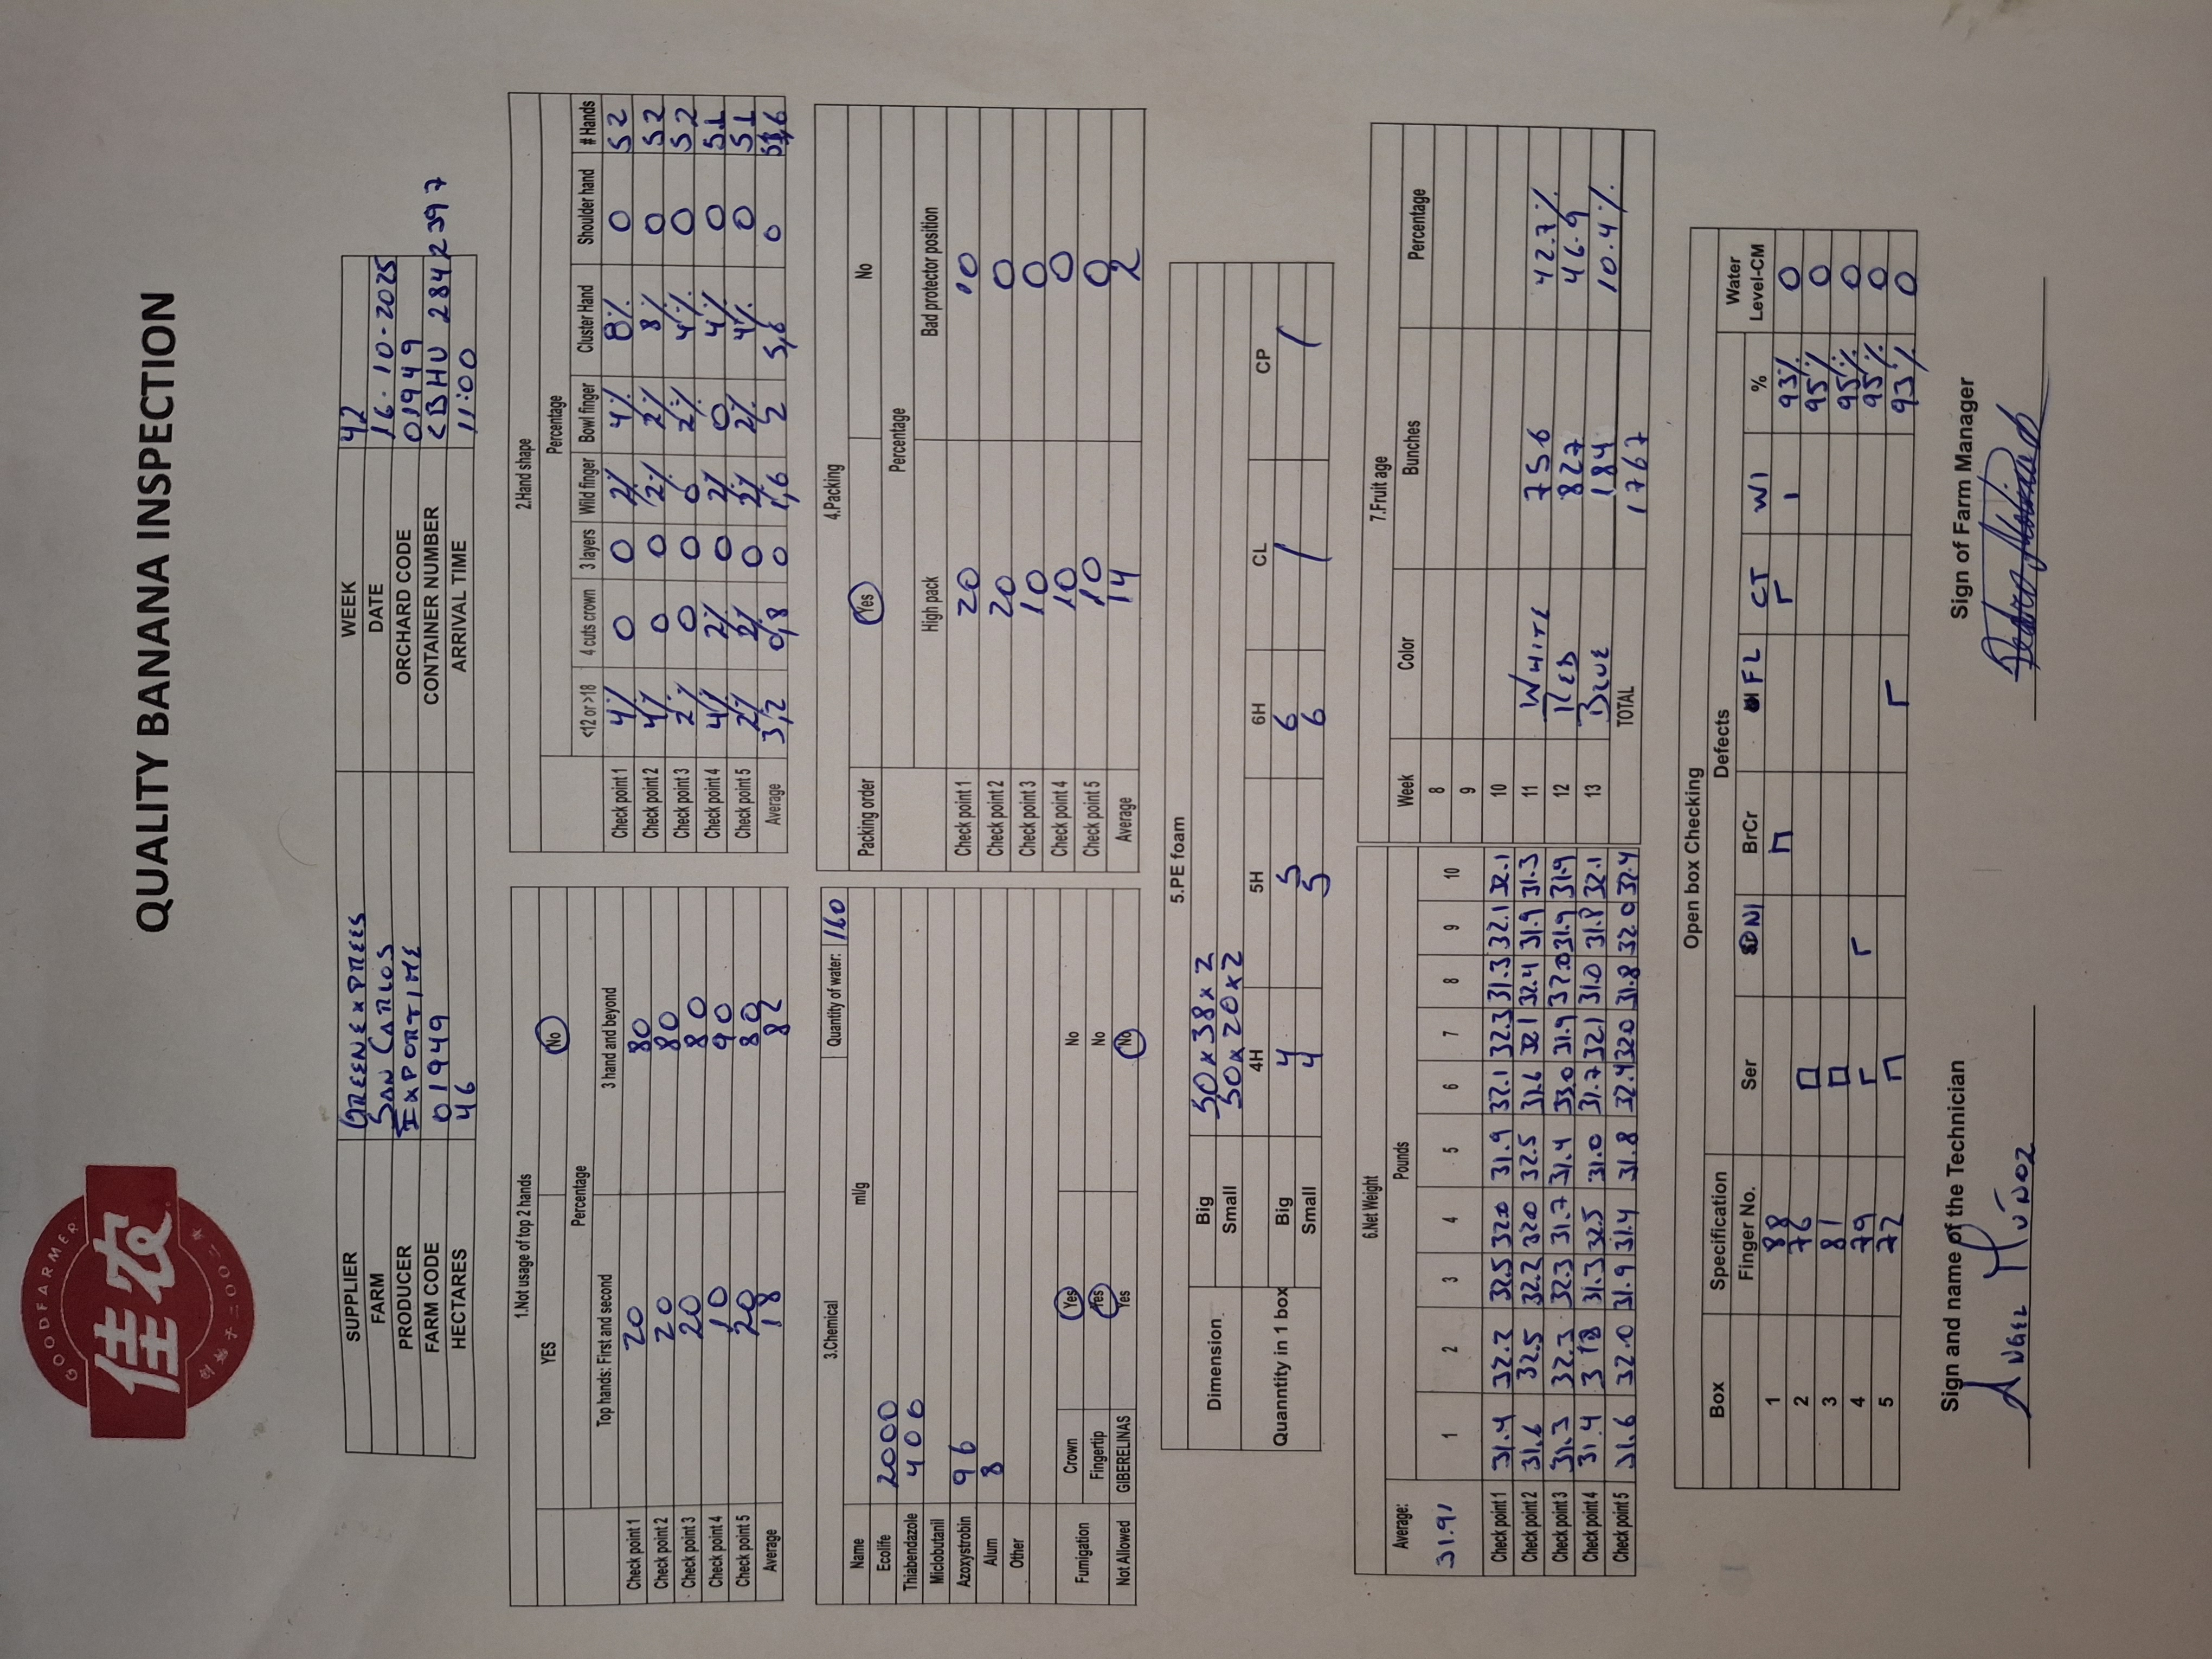 GOODFARMER
佳农
创始于二〇〇二年
QUALITY BANANA INSPECTION
SUPPLIER GREENEXPREES WEEK 42
FARM SAN CARLOS DATE 16-10-2025
PRODUCER EXPORTIME ORCHARD CODE 01949
FARM CODE 01949 CONTAINER NUMBER CBHU 2842397
HECTARES 46 ARRIVAL TIME 11:00
1.Not usage of top 2 hands
YES No
Percentage
Top hands: First and second 3 hand and beyond
Check point 1 20 80
Check point 2 20 80
Check point 3 20 80
Check point 4 10 90
Check point 5 20 80
Average 18 82
2.Hand shape
Percentage
<12 or >18 4 cuts crown 3 layers Wild finger Bowl finger Cluster Hand Shoulder hand # Hands
Check point 1 4% 0 0 2% 4% 8% 0 52
Check point 2 4% 0 0 2% 2% 8% 0 52
Check point 3 2% 0 0 0 2% 4% 0 52
Check point 4 4% 2% 0 2% 0 4% 0 51
Check point 5 2% 2% 0 2% 2% 4% 0 51
Average 3,2 0,8 0 1,6 2 5,6 0 51,6
3.Chemical Quantity of water: 160
Name ml/g
Ecolife 2000
Thiabendazole 400
Miclobutanil
Azoxystrobin 96
Alum 8
Other
Fumigation Crown Yes No
Fingertip Yes No
Not Allowed GIBERELINAS Yes No
4.Packing
Packing order Yes No
Percentage
High pack Bad protector position
Check point 1 20 10
Check point 2 20 0
Check point 3 10 0
Check point 4 10 0
Check point 5 10 0
Average 14 2
5.PE foam
Dimension Big 50x38x2
Small 50x20x2
4H 5H 6H CL CP
Quanntity in 1 box Big 4 5 6 /  /
Small 4 5 6
6.Net Weight
Average: Pounds
31.91 1 2 3 4 5 6 7 8 9 10
Check point 1 31.4 32.2 32.5 32.0 31.9 32.1 32.3 31.3 32.1 32.1
Check point 2 31.6 32.5 32.2 32.0 32.5 31.6 32.1 32.4 31.9 31.3
Check point 3 31.3 32.3 32.3 31.7 31.4 33.0 31.9 32.0 31.9 31.9
Check point 4 31.4 318 31.3 32.5 31.0 31.7 32.1 31.0 31.8 32.1
Check point 5 31.6 32.0 31.9 31.4 31.8 32.4 32.0 31.8 32.0 32.4
7.Fruit age
Week Color Bunches Percentage
8
9
10
11 WHITE 756 42.7%
12 RED 827 46.9
13 BLUE 184 10.4%
TOTAL 1767
Open box Checking
Box Specification Defects Water
Finger No. Ser NI BrCr FL CT WI % Level-CM
1 88 93% 0
2 76 95% 0
3 81 95% 0
4 79 95% 0
5 72 93% 0
Sign and name of the Technician Sign of Farm Manager
ANGEL MUÑOZ